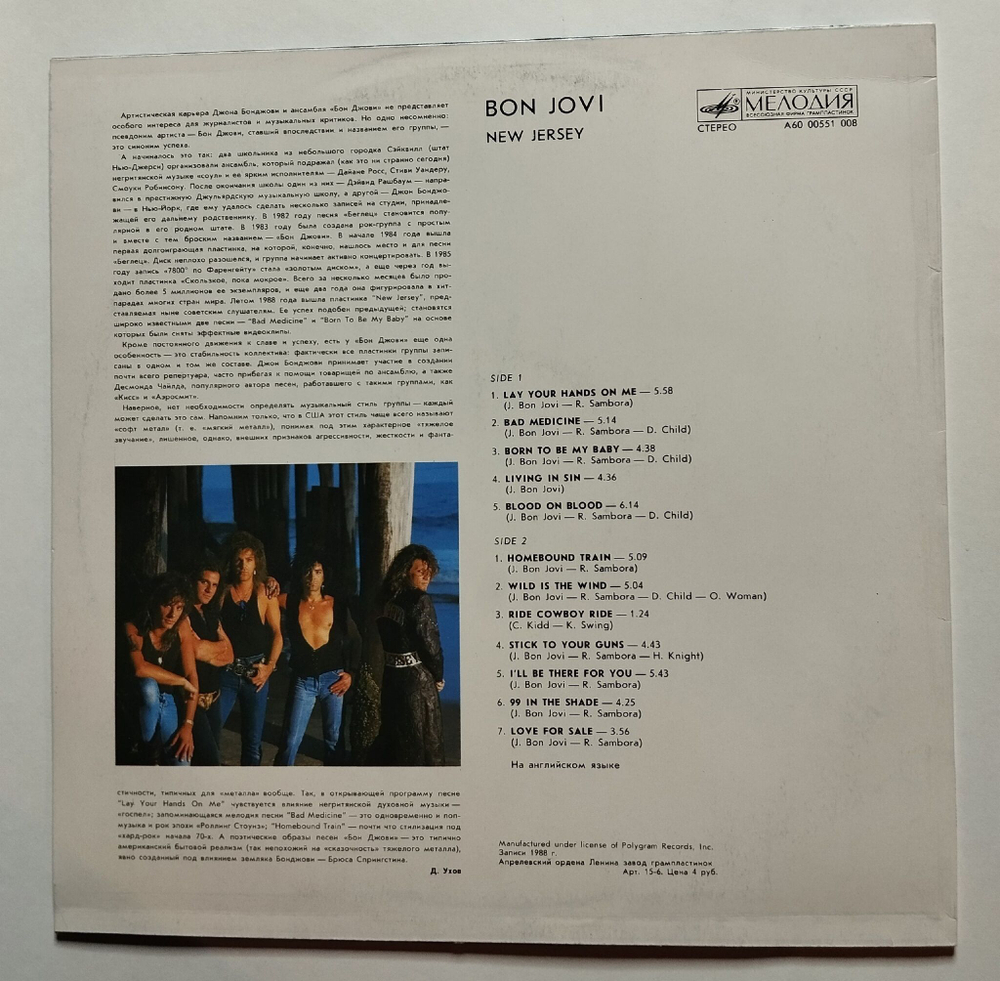 Артистическая карьера Джона Бонджови и ансамбля «Бон Джови» не представляет
особого интереса для журналистов и музыкальных критиков. Но одно несомненно:
псевдоним артиста — Бон Джови, ставший впоследствии и названием его группы, —
это синоним успеха.
А начиналось это так: два школьника из небольшого городка Сэйквилл (штат
Нью-Джерси) организовали ансамбль, который подражал (как это ни странно сегодня)
негритянской музыке «соул» и ее ярким исполнителям — Дайане Росс, Стиви Уандеру,
Смоуки Робинсону. После окончания школы один из них — Дэйвид Рашбаум — напра-
вился в престижную Джульярдскую музыкальную школу, а другой — Джон Бонджо-
ви — в Нью-Йорк, где ему удалось сделать несколько записей на студии, принадле-
жащей его дальнему родственнику. В 1982 году песня «Беглец» становится попу-
лярной в его родном штате. В 1983 году была создана рок-группа с простым
и вместе с тем броским названием — «Бон Джови». В начале 1984 года вышла
первая долгоиграющая пластинка, на которой, конечно, нашлось место и для песни
«Беглец». Диск неплохо разошелся, и группа начинает активно концертировать. В 1985
году запись «7800° по Фаренгейту» стала «золотым диском», а еще через год вы-
ходит пластинка «Скользкое, пока мокрое». Всего за несколько месяцев было про-
дано более 5 миллионов ее экземпляров, и еще два года она фигурировала в хит-
парадах многих стран мира. Летом 1988 года вышла пластинка "New Jersey", пред-
ставляемая ныне советским слушателям. Ее успех подобен предыдущей; становятся
широко известными две песни — "Bad Medicine" и "Born To Be My Baby" на основе
которых были сняты эффектные видеоклипы.
Кроме постоянного движения к славе и успеху, есть у «Бон Джови» еще одна
особенность — это стабильность коллектива: фактически все пластинки группы запи-
саны в одном и том же составе. Джон Бонджови принимает участие в создании
почти всего репертуара, часто прибегая к помощи товарищей по ансамблю, а также
Десмонда Чайлда, популярного автора песен, работавшего с такими группами, как
«Кисс» и «Аэросмит».
Наверное, нет необходимости определять музыкальный стиль группы — каждый
может сделать это сам. Напомним только, что в США этот стиль чаще всего называют
«софт метал» (т. е. «мягкий металл»), понимая под этим характерное «тяжелое
звучание», лишенное, однако, внешних признаков агрессивности, жесткости и фанта-
стичности, типичных для «металла» вообще. Так, в открывающей программу песне
"Lay Your Hands On Me" чувствуется влияние негритянской духовной музыки —
«госпел»; запоминающаяся мелодия песни "Bad Medicine" — это одновременно и поп-
музыка и рок эпохи «Роллинг Стоунз»; "Homebound Train" — почти что стилизация под
«хард-рок» начала 70-х. А поэтические образы песен «Бон Джови» — это типично
американский бытовой реализм (так непохожий на «сказочность» тяжелого металла),
явно созданный под влиянием земляка Бонджови — Брюса Спрингстина.
Д. Ухов
BON JOVI
NEW JERSEY
МИНИСТЕРСТВО КУЛЬТУРЫ СССР
МЕЛОДИЯ
ВСЕСОЮЗНАЯ ФИРМА ГРАМПЛАСТИНОК
СТЕРЕО А60 00551 008
SIDE 1
1. LAY YOUR HANDS ON ME — 5.58
(J. Bon Jovi — R. Sambora)
2. BAD MEDICINE — 5.14
(J. Bon Jovi — R. Sambora — D. Child)
3. BORN TO BE MY BABY — 4.38
(J. Bon Jovi — R. Sambora — D. Child)
4. LIVING IN SIN — 4.36
(J. Bon Jovi)
5. BLOOD ON BLOOD — 6.14
(J. Bon Jovi — R. Sambora — D. Child)
SIDE 2
1. HOMEBOUND TRAIN — 5.09
(J. Bon Jovi — R. Sambora)
2. WILD IS THE WIND — 5.04
(J. Bon Jovi — R. Sambora — D. Child — O. Woman)
3. RIDE COWBOY RIDE — 1.24
(C. Kidd — K. Swing)
4. STICK TO YOUR GUNS — 4.43
(J. Bon Jovi — R. Sambora — H. Knight)
5. I'LL BE THERE FOR YOU — 5.43
(J. Bon Jovi — R. Sambora)
6. 99 IN THE SHADE — 4.25
(J. Bon Jovi — R. Sambora)
7. LOVE FOR SALE — 3.56
(J. Bon Jovi — R. Sambora)
На английском языке
Manufactured under license of Polygram Records, Inc.
Записи 1988 г.
Апрелевский ордена Ленина завод грампластинок
Арт. 15-6. Цена 4 руб.